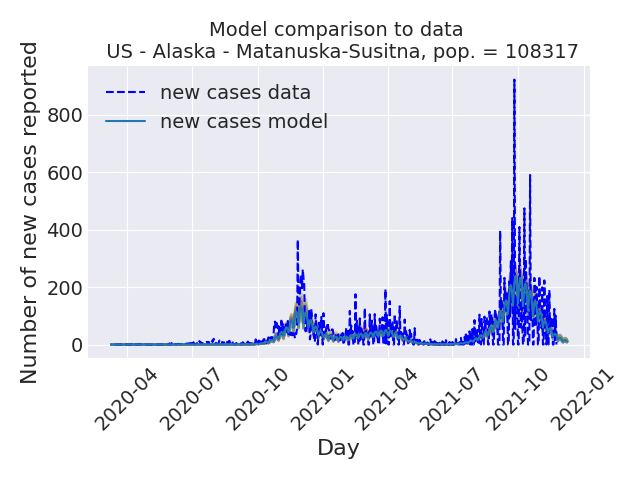 Model comparison to data
US - Alaska - Matanuska-Susitna, pop. = 108317
Number of new cases reported
new cases data
new cases model
800
600
400
200
0
2020-04
2020-07
2020-10
2021-01
2021-04
2021-07
2021-10
2022-01
Day